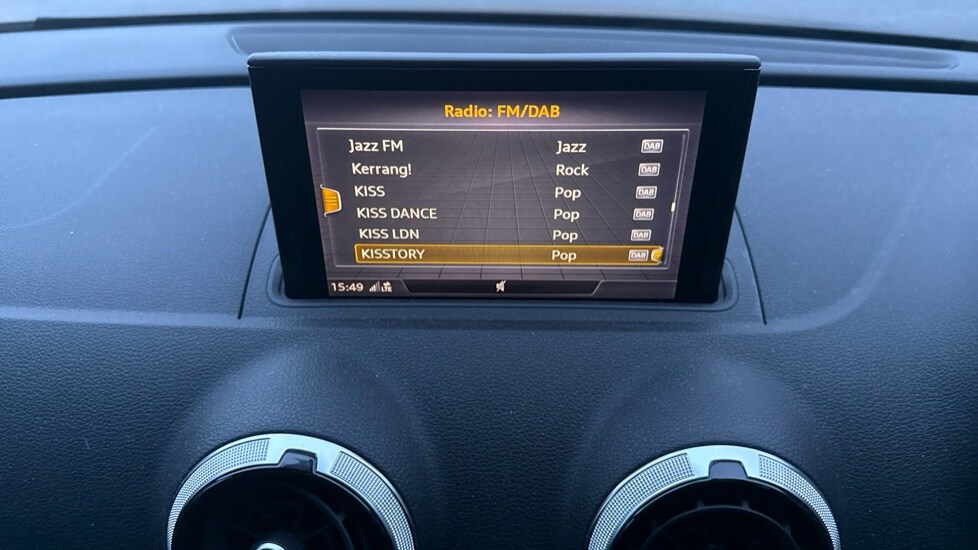 Radio: FM/DAB
Jazz FM Jazz DAB
Kerrang! Rock DAB
KISS Pop DAB
KISS DANCE Pop DAB
KISS LDN Pop DAB
KISSTORY Pop DAB
15:49 LTE